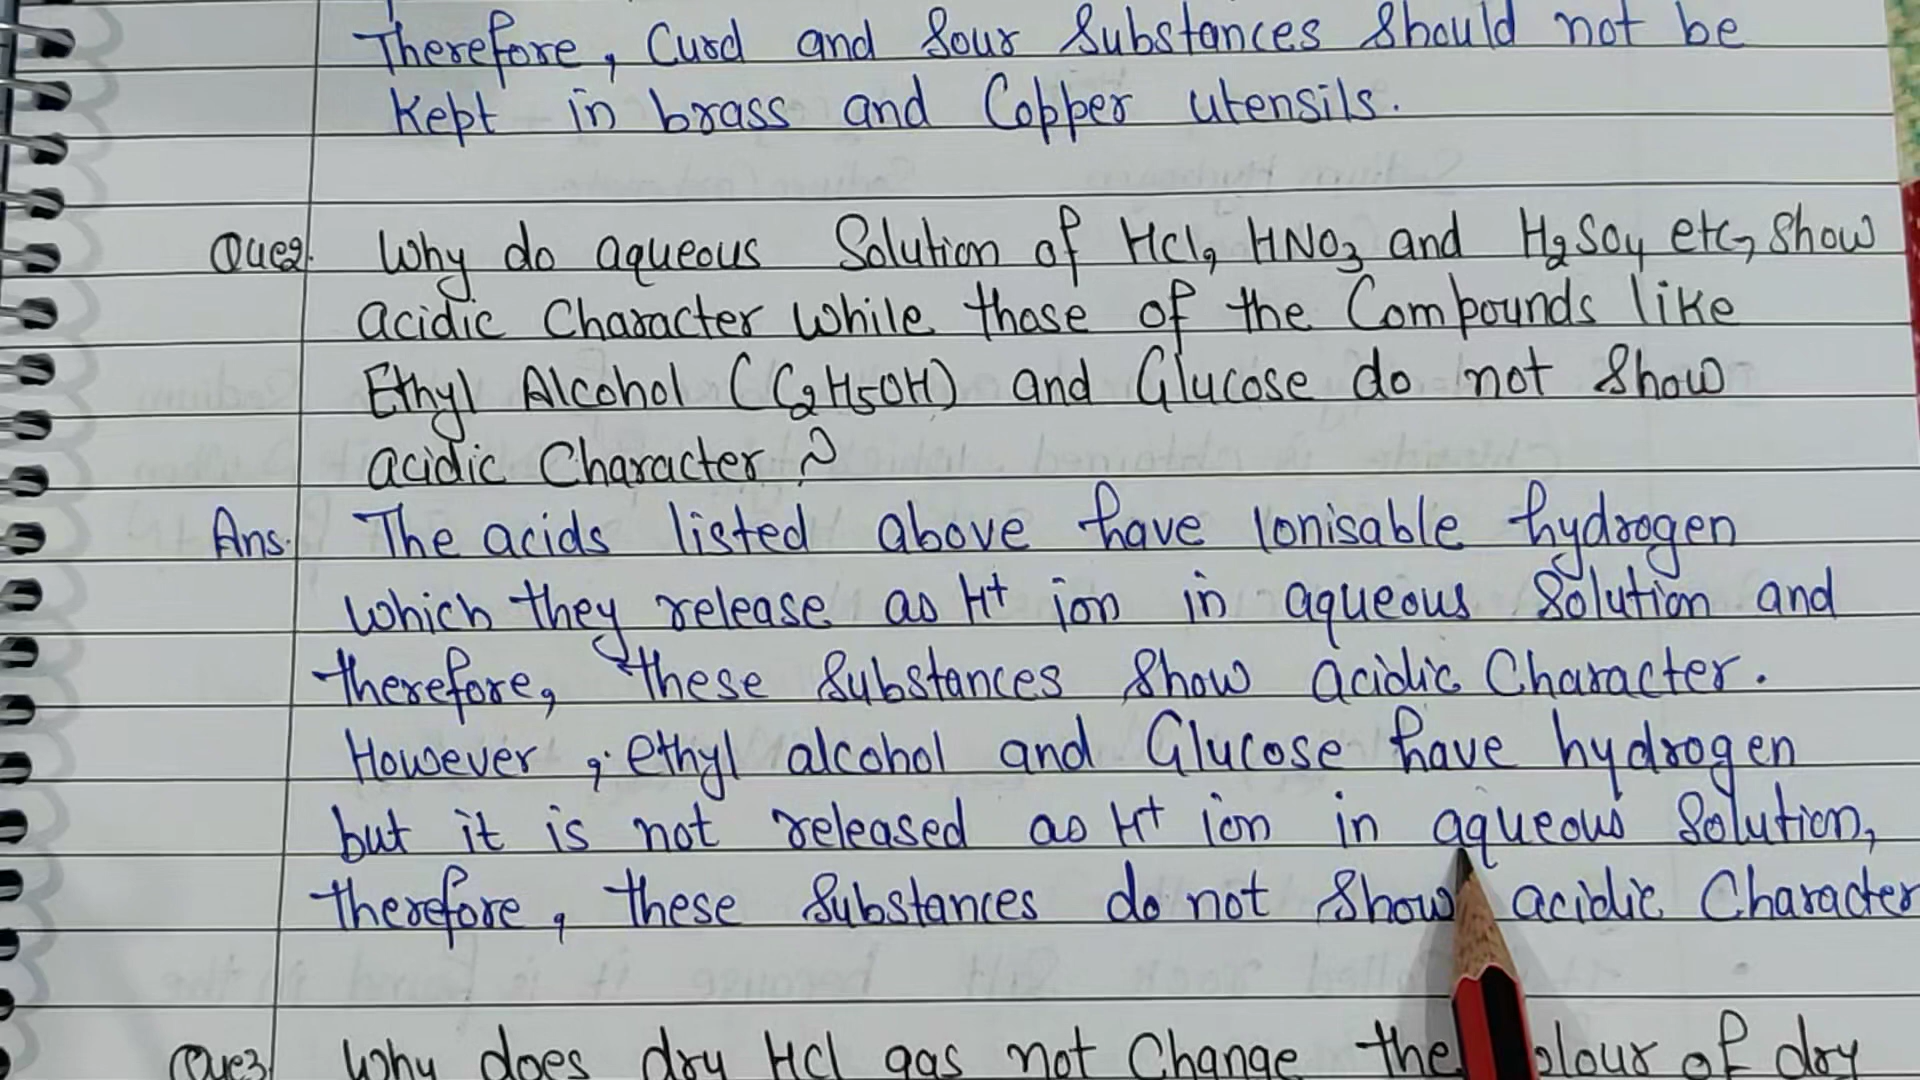 Therefore, Curd and Sour Substances Should not be
Kept in brass and Copper utensils.
Que2. Why do aqueous Solution of HCl, HNO3 and H2SO4 etc, Show
acidic Character While those of the Compounds like
Ethyl Alcohol (C2H5OH) and Glucose do not Show
acidic Character ?
Ans. The acids listed above have Ionisable hydrogen
which they release as H+ ion in aqueous Solution and
therefore, these Substances Show acidic Character.
However, ethyl alcohol and Glucose have hydrogen
but it is not released as H+ ion in aqueous Solution,
therefore, these Substances do not Show acidic Character
Que3. Why does dry HCl gas not Change the colour of dry